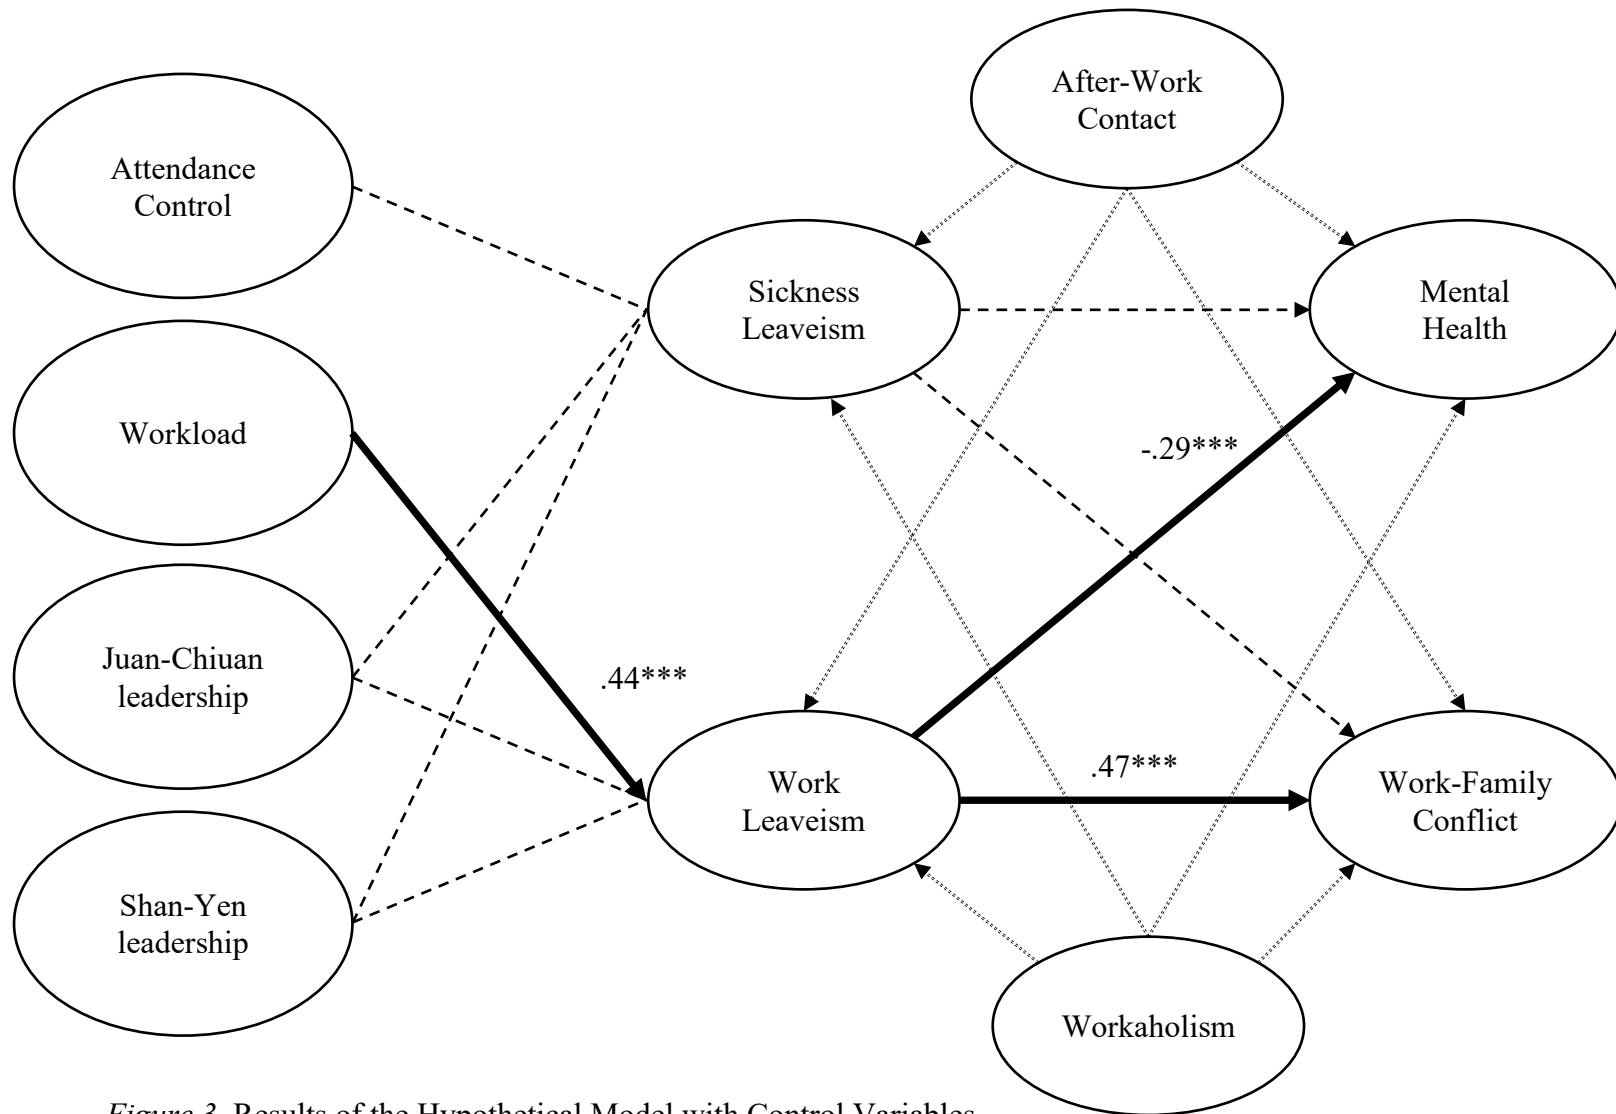 After-Work
Contact
Attendance
Control
Sickness
Leaveism
Mental
Health
Workload
-.29***
Juan-Chiuan
leadership
.44***
Work
Leaveism
.47***
Work-Family
Conflict
Shan-Yen
leadership
Workaholism
Figure 3. Results of the Hypothetical Model with Control Variables